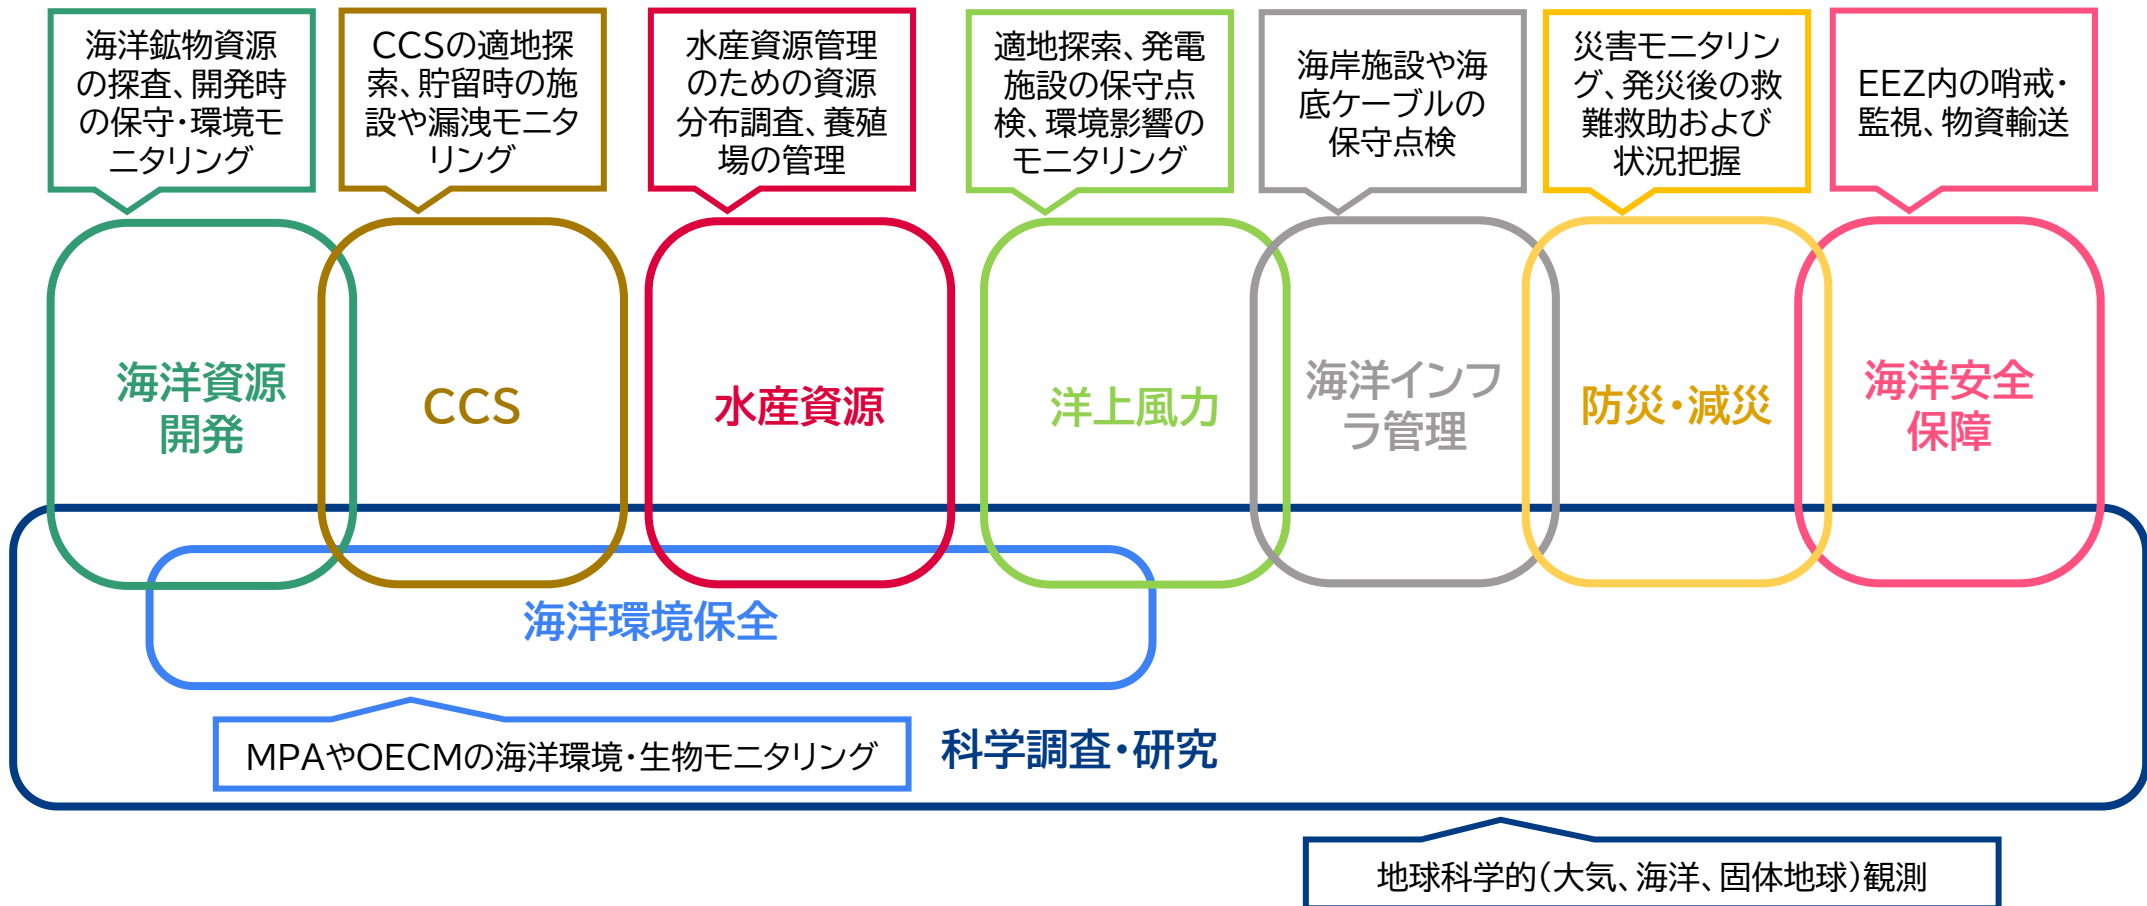 海洋鉱物資源
の探査、開発時
の保守・環境モ
ニタリング
CCSの適地探
索、貯留時の施
設や漏洩モニタ
リング
水産資源管理
のための資源
分布調査、養殖
場の管理
適地探索、発電
施設の保守点
検、環境影響の
モニタリング
海岸施設や海
底ケーブルの
保守点検
災害モニタリン
グ、発災後の救
難救助および
状況把握
EEZ内の哨戒・
監視、物資輸送
海洋資源
開発
CCS
水産資源
洋上風力
海洋インフ
ラ管理
防災・減災
海洋安全
保障
海洋環境保全
MPAやOECMの海洋環境・生物モニタリング
科学調査・研究
地球科学的（大気、海洋、固体地球）観測